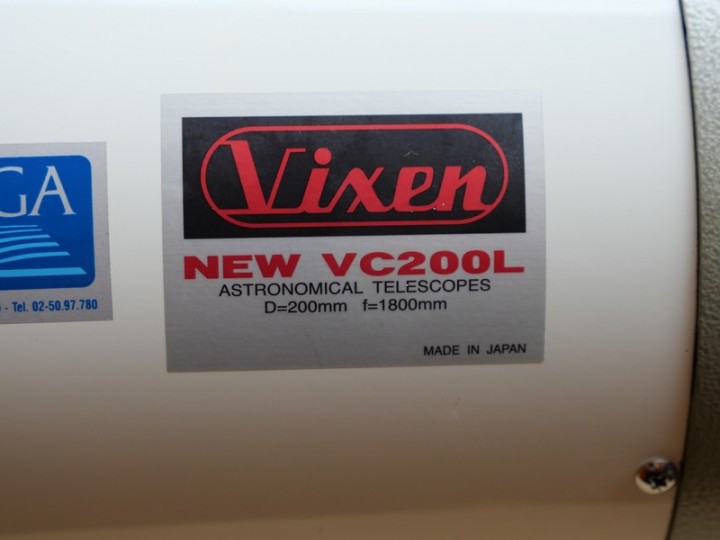 Vixen
NEW VC200L
ASTRONOMICAL TELESCOPES
D=200mm f=1800mm
MADE IN JAPAN
GA
- Tel. 02-50.97.780